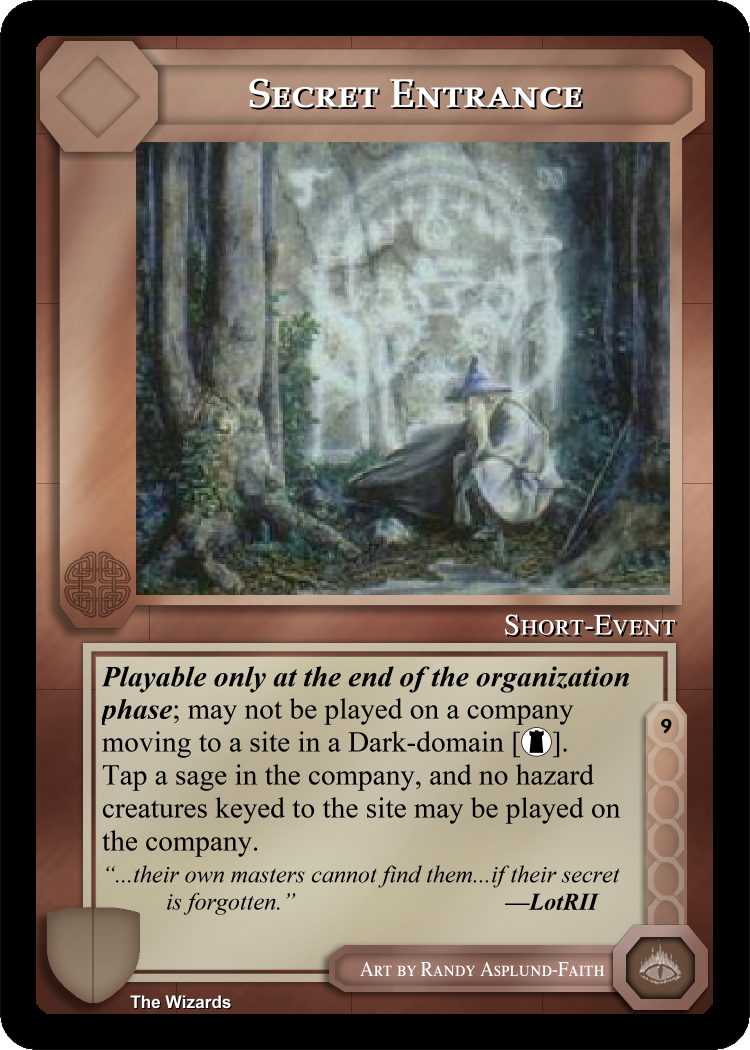 Secret Entrance
Short-Event
Playable only at the end of the organization
phase; may not be played on a company
moving to a site in a Dark-domain [].
Tap a sage in the company, and no hazard
creatures keyed to the site may be played on
the company.
“...their own masters cannot find them...if their secret
is forgotten.” —LotRII
9
Art by Randy Asplund-Faith
The Wizards